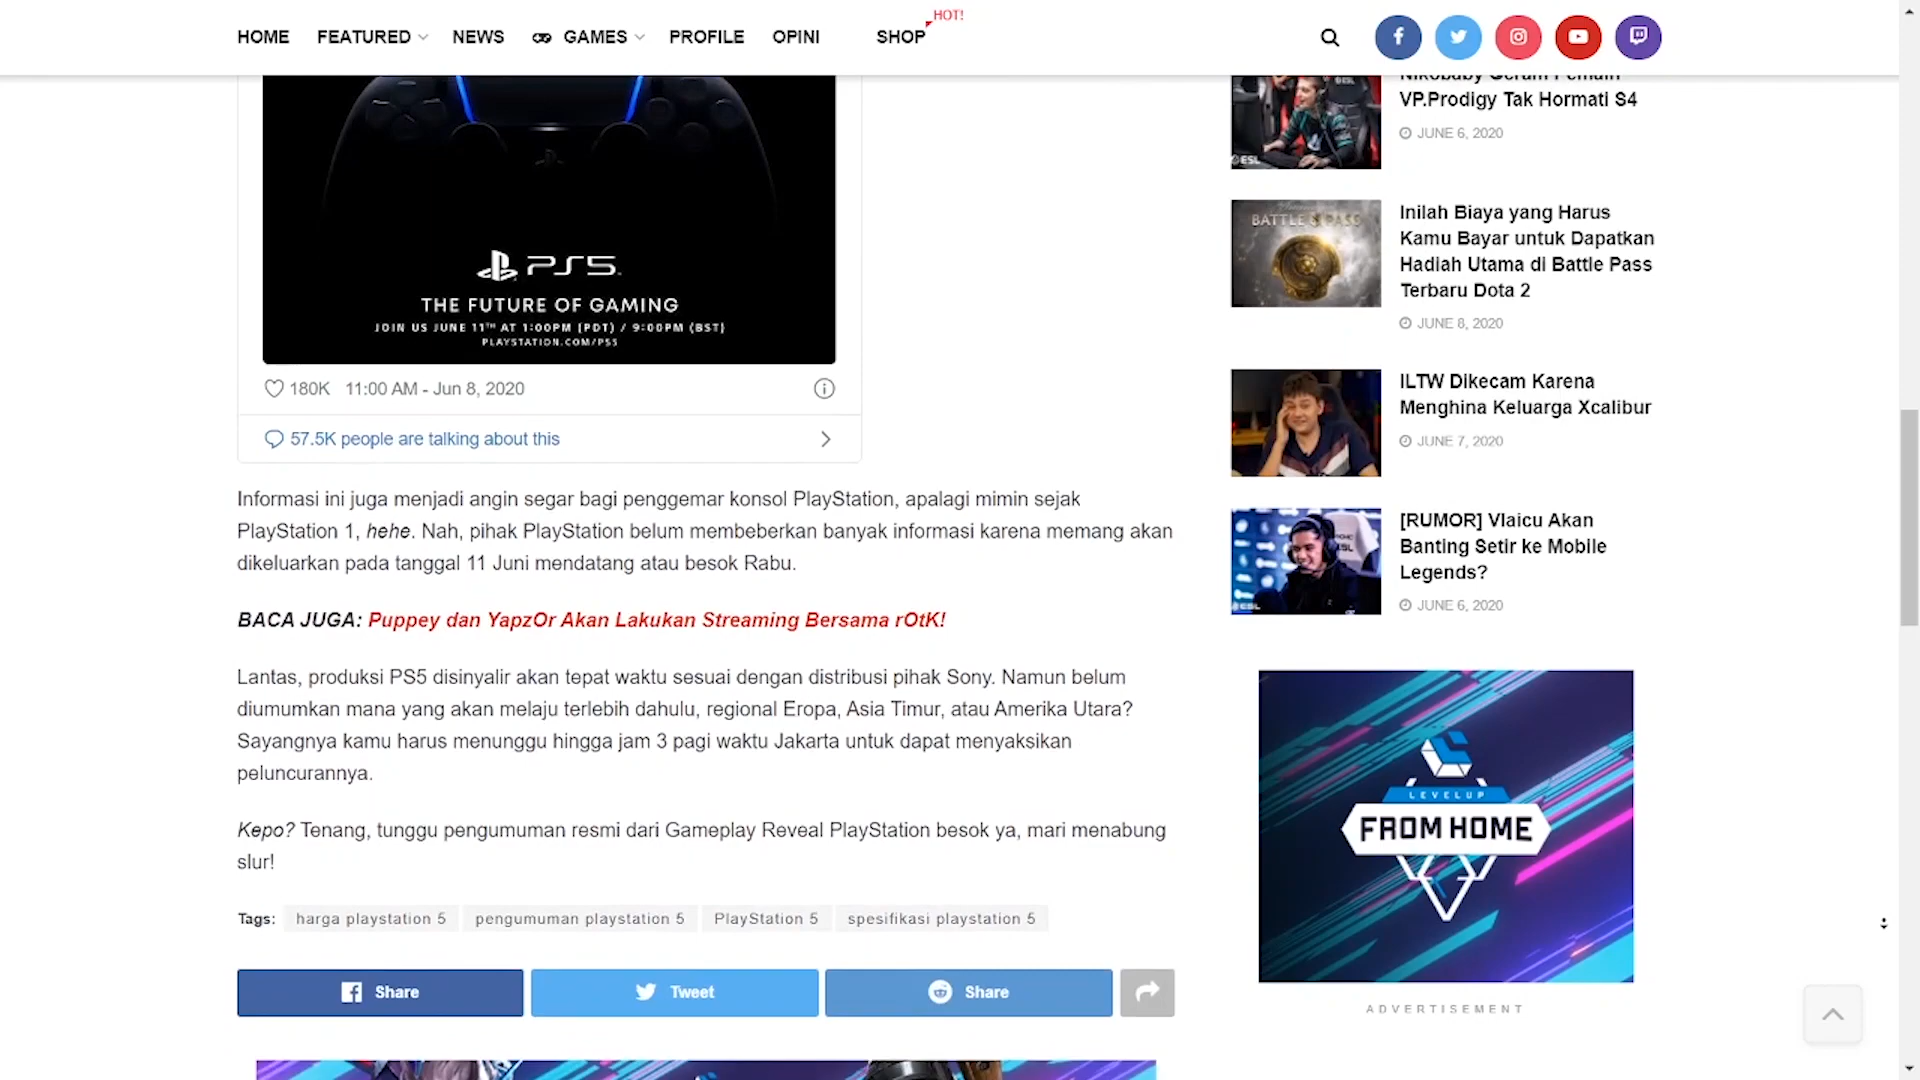 HOME FEATURED NEWS GAMES PROFILE OPINI SHOP HOT!
PS5
THE FUTURE OF GAMING
JOIN US JUNE 11TH AT 1:00PM (PDT) / 9:00PM (BST)
PLAYSTATION.COM/PS5
180K 11:00 AM - Jun 8, 2020
57.5K people are talking about this
Informasi ini juga menjadi angin segar bagi penggemar konsol PlayStation, apalagi mimin sejak
PlayStation 1, hehe. Nah, pihak PlayStation belum membeberkan banyak informasi karena memang akan
dikeluarkan pada tanggal 11 Juni mendatang atau besok Rabu.
BACA JUGA: Puppey dan YapzOr Akan Lakukan Streaming Bersama rOtK!
Lantas, produksi PS5 disinyalir akan tepat waktu sesuai dengan distribusi pihak Sony. Namun belum
diumumkan mana yang akan melaju terlebih dahulu, regional Eropa, Asia Timur, atau Amerika Utara?
Sayangnya kamu harus menunggu hingga jam 3 pagi waktu Jakarta untuk dapat menyaksikan
peluncurannya.
Kepo? Tenang, tunggu pengumuman resmi dari Gameplay Reveal PlayStation besok ya, mari menabung
slur!
Tags: harga playstation 5 pengumuman playstation 5 PlayStation 5 spesifikasi playstation 5
Share Tweet Share
Nikobaby Geram Pemain
VP.Prodigy Tak Hormati S4
JUNE 6, 2020
ESL
BATTLE PASS
Inilah Biaya yang Harus
Kamu Bayar untuk Dapatkan
Hadiah Utama di Battle Pass
Terbaru Dota 2
JUNE 8, 2020
ILTW Dikecam Karena
Menghina Keluarga Xcalibur
JUNE 7, 2020
[RUMOR] Vlaicu Akan
Banting Setir ke Mobile
Legends?
JUNE 6, 2020
ESL
LEVELUP
FROM HOME
ADVERTISEMENT